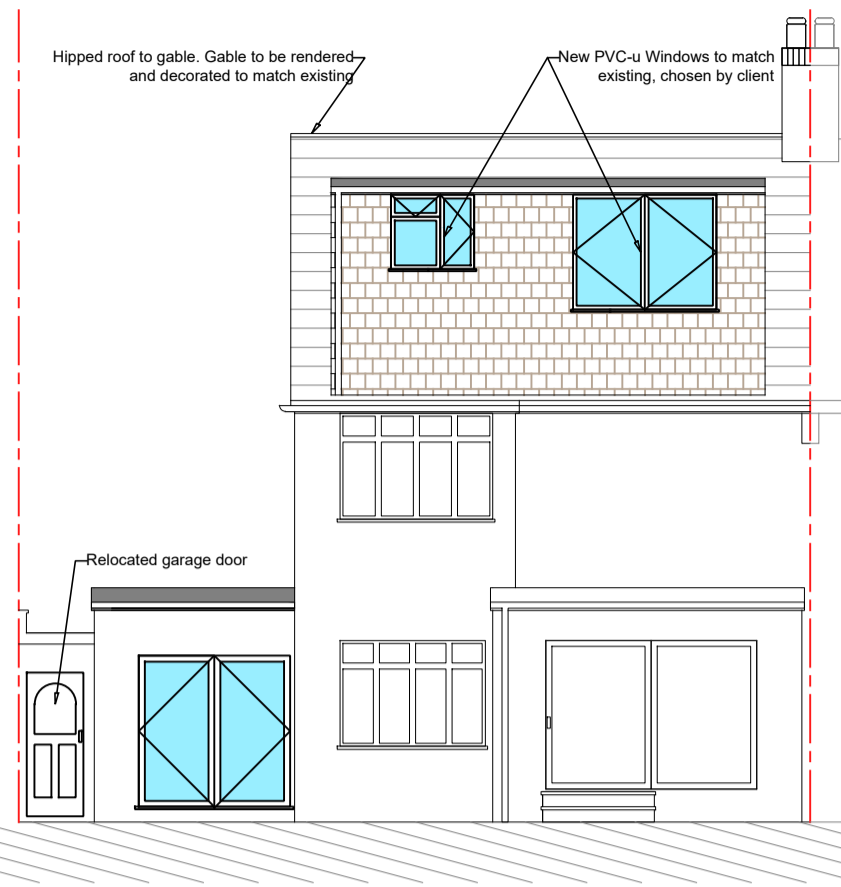 Hipped roof to gable. Gable to be rendered
and decorated to match existing
New PVC-u Windows to match
existing, chosen by client
Relocated garage door